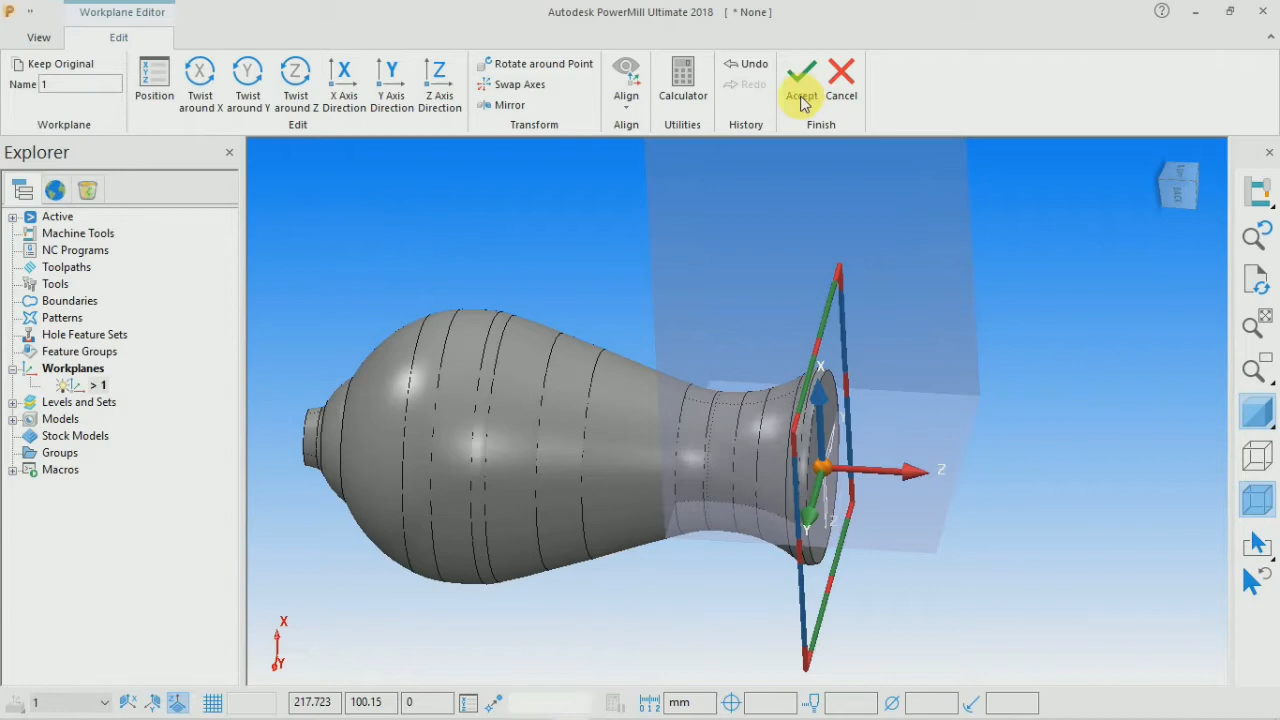 Workplane Editor
Autodesk PowerMill Ultimate 2018 [ * None ]
View
Edit
Keep Original
Name 1
Workplane
Position
Twist around X
Twist around Y
Twist around Z
X Axis Direction
Y Axis Direction
Z Axis Direction
Edit
Rotate around Point
Swap Axes
Mirror
Transform
Align
Align
Calculator
Utilities
Undo
Redo
History
Accept
Cancel
Finish
Explorer
Active
Machine Tools
NC Programs
Toolpaths
Tools
Boundaries
Patterns
Hole Feature Sets
Feature Groups
Workplanes
> 1
Levels and Sets
Models
Stock Models
Groups
Macros
X
Z
Y
Z
X
Y
1
217.723
100.15
0
mm